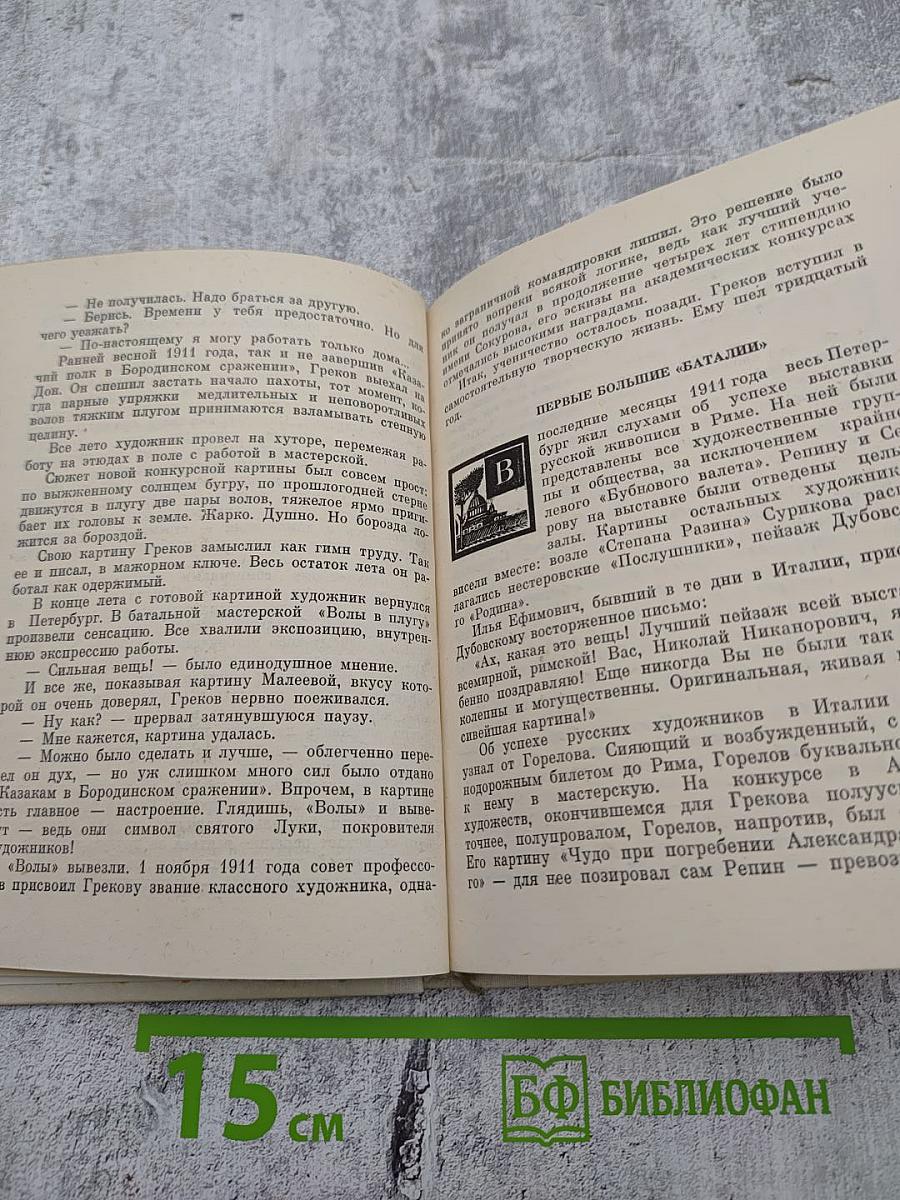 — Не получилась. Надо браться за другую.
— Берись. Времени у тебя предостаточно. Но для
чего уезжать?
— По-настоящему я могу работать только дома...
Ранней весной 1911 года, так и не завершив «Каза-
чий полк в Бородинском сражении», Греков выехал на
Дон. Он спешил застать начало пахоты, тот момент, ко-
гда парные упряжки медлительных и неповоротливых
волов тяжким плугом принимаются взламывать степную
целину.
Все лето художник провел на хуторе, перемежая ра-
боту на этюдах в поле с работой в мастерской.
Сюжет новой конкурсной картины был совсем прост:
по выжженному солнцем бугру, по прошлогодней стерне
движутся в плугу две пары волов, тяжелое ярмо приги-
бает их головы к земле. Жарко. Душно. Но борозда ло-
жится за бороздой.
Свою картину Греков замыслил как гимн труду. Так
ее и писал, в мажорном ключе. Весь остаток лета он ра-
ботал как одержимый.
В конце лета с готовой картиной художник вернулся
в Петербург. В батальной мастерской «Волы в плугу»
произвели сенсацию. Все хвалили экспозицию, внутрен-
нюю экспрессию работы.
— Сильная вещь! — было единодушное мнение.
И все же, показывая картину Малеевой, вкусу кото-
рой он очень доверял, Греков нервно поеживался.
— Ну как? — прервал затянувшуюся паузу.
— Мне кажется, картина удалась.
— Можно было сделать и лучше, — облегченно пере-
ел он дух, — но уж слишком много сил было отдано
«Казакам в Бородинском сражении». Впрочем, в картине
сть главное — настроение. Глядишь, «Волы» и выве-
ут — ведь они символ святого Луки, покровителя
удожников!
«Волы» вывезли. 1 ноября 1911 года совет профессо-
в присвоил Грекову звание классного художника, одна-
ко заграничной командировки лишил. Это решение было
принято вопреки всякой логике, ведь как лучший уче-
ник он получал в продолжение четырех лет стипендию
имени Сокурова, его эскизы на академических конкурсах
отмечались высокими наградами.
Итак, ученичество осталось позади. Греков вступил в
самостоятельную творческую жизнь. Ему шел тридцатый
год.
ПЕРВЫЕ БОЛЬШИЕ «БАТАЛИИ»
В последние месяцы 1911 года весь Петер-
бург жил слухами об успехе выставки
русской живописи в Риме. На ней были
представлены все художественные груп-
пы и общества, за исключением крайне
левого «Бубнового валета». Репину и Се-
рову на выставке были отведены целы
залы. Картины остальных художник
висели вместе: возле «Степана Разина» Сурикова расп
лагались нестеровские «Послушники», пейзаж Дубовс
го «Родина».
Илья Ефимович, бывший в те дни в Италии, прис
Дубовскому восторженное письмо:
«Ах, какая это вещь! Лучший пейзаж всей выста
всемирной, римской! Вас, Николай Никанорович, я
бенно поздравляю! Еще никогда Вы не были так
колепны и могущественны. Оригинальная, живая
сивейшая картина!»
Об успехе русских художников в Италии
узнал от Горелова. Сияющий и возбужденный, с
нодорожным билетом до Рима, Горелов буквально
к нему в мастерскую. На конкурсе в А
художеств, окончившемся для Грекова полуус
точнее, полупровалом, Горелов, напротив, был
Его картину «Чудо при погребении Александра
го» — для нее позировал сам Репин — превоз
15 см
БФ БИБЛИОФАН